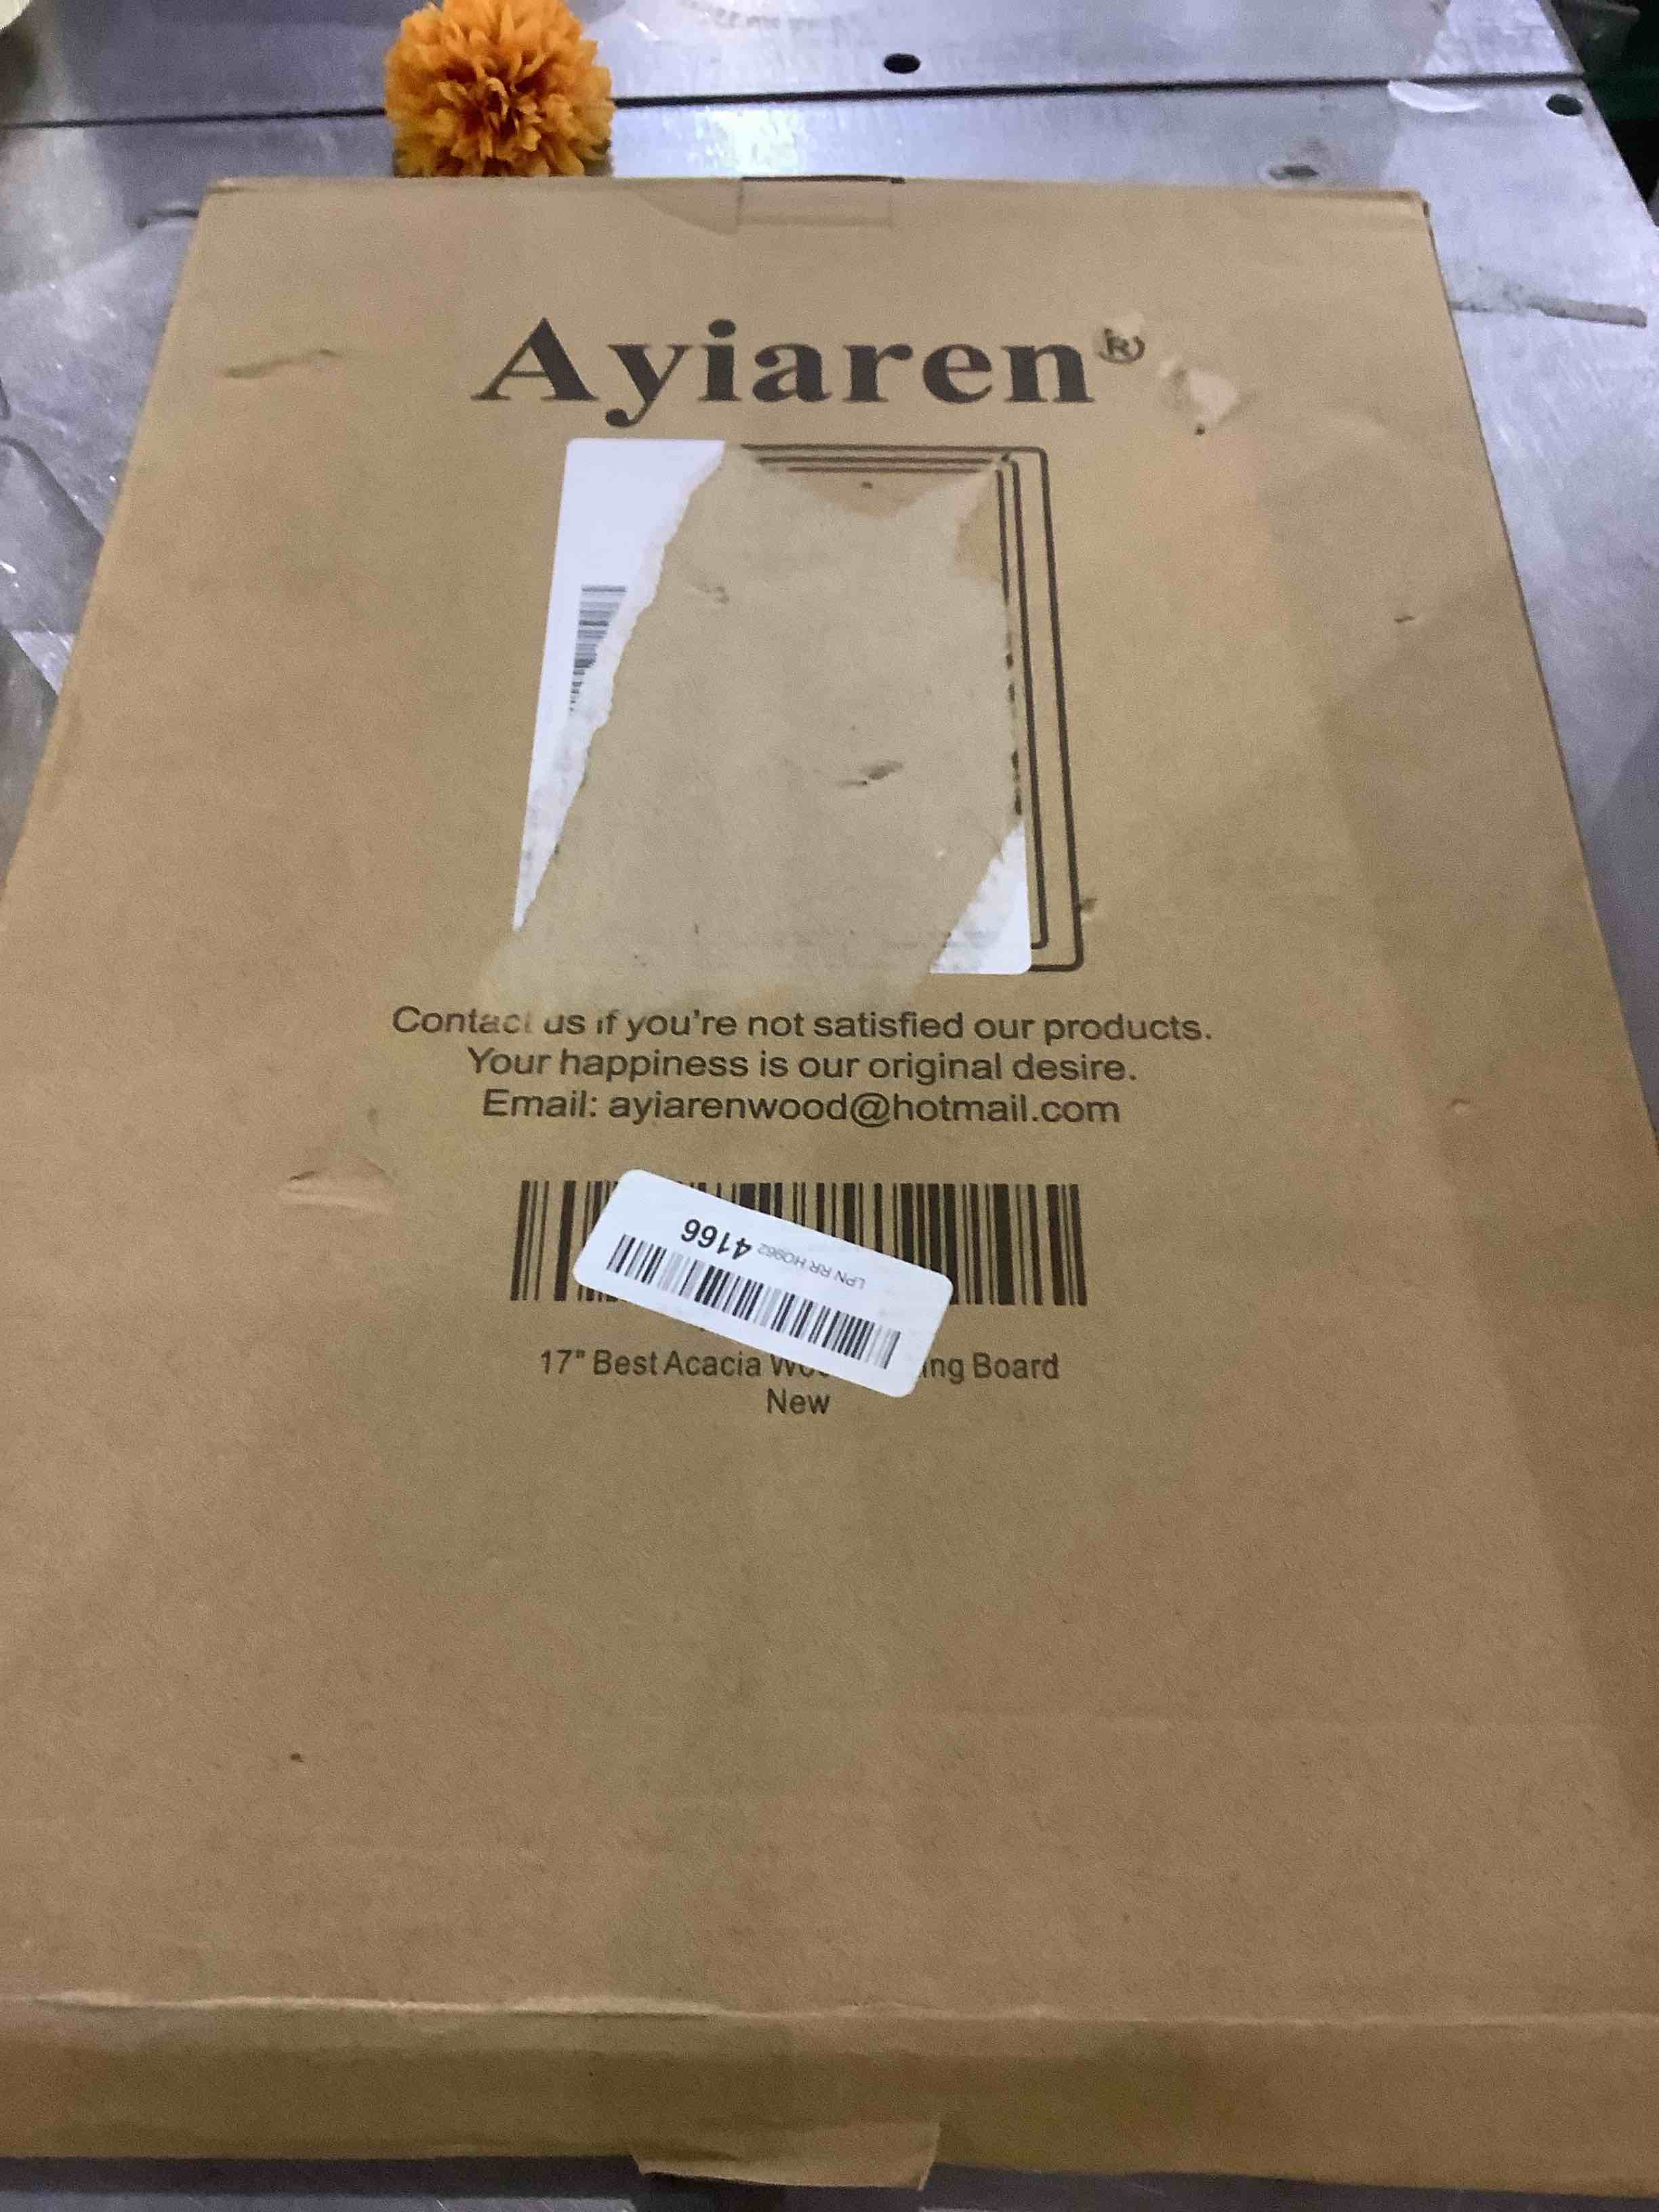 Ayiaren®
Contact us if you're not satisfied our products.
Your happiness is our original desire.
Email: ayiarenwood@hotmail.com
LPN RR HO962 4166
17" Best Acacia ing Board
New